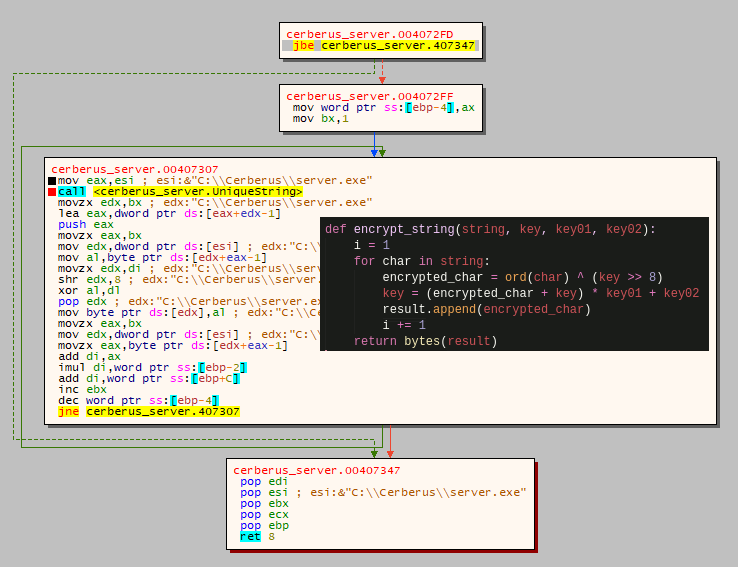 cerberus_server.004072FD
jbe cerberus_server.407347
cerberus_server.004072FF
mov word ptr ss:[ebp-4],ax
mov bx,1
cerberus_server.00407307
mov eax,esi ; esi:&"C:\\Cerberus\\server.exe"
call <cerberus_server.UniqueString>
movzx edx,bx ; edx:"C:\\Cerberus\\server.exe"
lea eax,dword ptr ds:[eax+edx-1]
push eax
movzx eax,bx
mov edx,dword ptr ds:[esi] ; edx:"C:\
mov al,byte ptr ds:[edx+eax-1]
movzx edx,di ; edx:"C:\\Cerberus\\serv
shr edx,8 ; edx:"C:\\Cerberus\\server.
xor al,dl
pop edx ; edx:"C:\\Cerberus\\server.ex
mov byte ptr ds:[edx],al ; edx:"C:\\Ce
movzx eax,bx
mov edx,dword ptr ds:[esi] ; edx:"C:\
movzx eax,byte ptr ds:[edx+eax-1]
add di,ax
imul di,word ptr ss:[ebp-2]
add di,word ptr ss:[ebp+C]
inc ebx
dec word ptr ss:[ebp-4]
jne cerberus_server.407307
def encrypt_string(string, key, key01, key02):
i = 1
for char in string:
encrypted_char = ord(char) ^ (key >> 8)
key = (encrypted_char + key) * key01 + key02
result.append(encrypted_char)
i += 1
return bytes(result)
cerberus_server.00407347
pop edi
pop esi ; esi:&"C:\\Cerberus\\server.exe"
pop ebx
pop ecx
pop ebp
ret 8